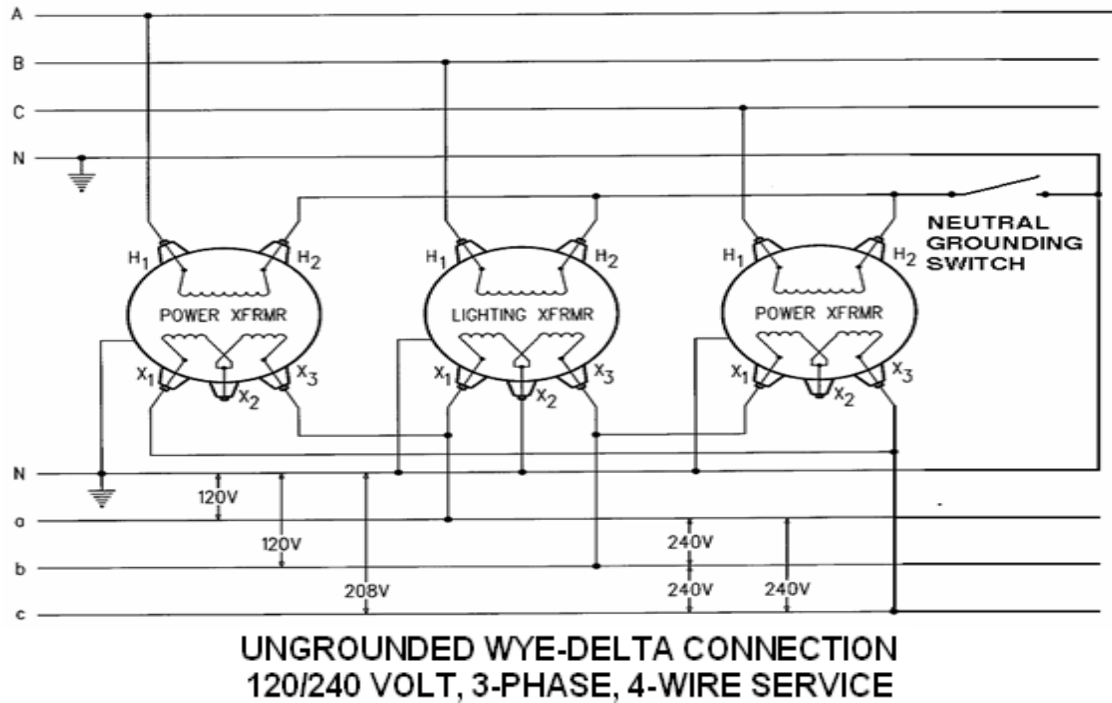 A
B
C
N
NEUTRAL
GROUNDING
SWITCH
H1
H2
H1
H2
H1
H2
POWER XFRMR
LIGHTING XFRMR
POWER XFRMR
X1
X2
X3
X1
X2
X3
X1
X2
X3
N
120V
a
120V
240V
b
208V
240V
240V
c
UNGROUNDED WYE-DELTA CONNECTION
120/240 VOLT, 3-PHASE, 4-WIRE SERVICE